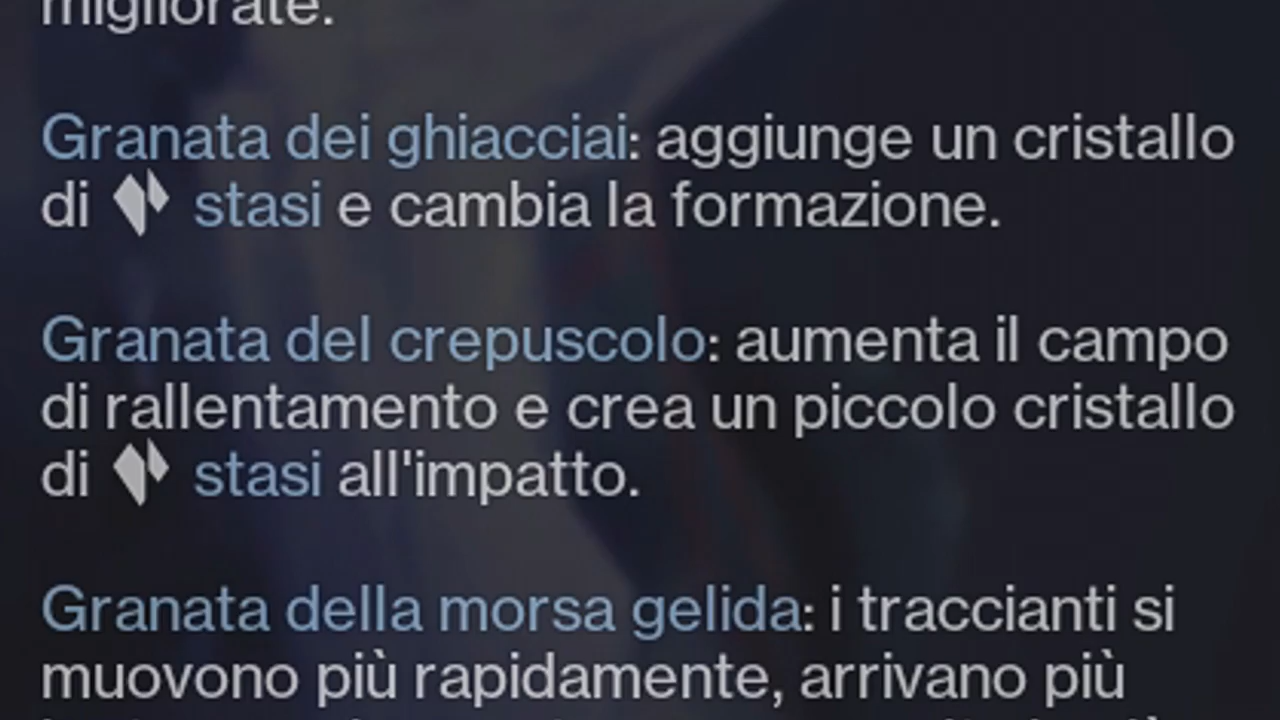 migliorate.
Granata dei ghiacciai: aggiunge un cristallo
di stasi e cambia la formazione.
Granata del crepuscolo: aumenta il campo
di rallentamento e crea un piccolo cristallo
di stasi all'impatto.
Granata della morsa gelida: i traccianti si
muovono più rapidamente, arrivano più